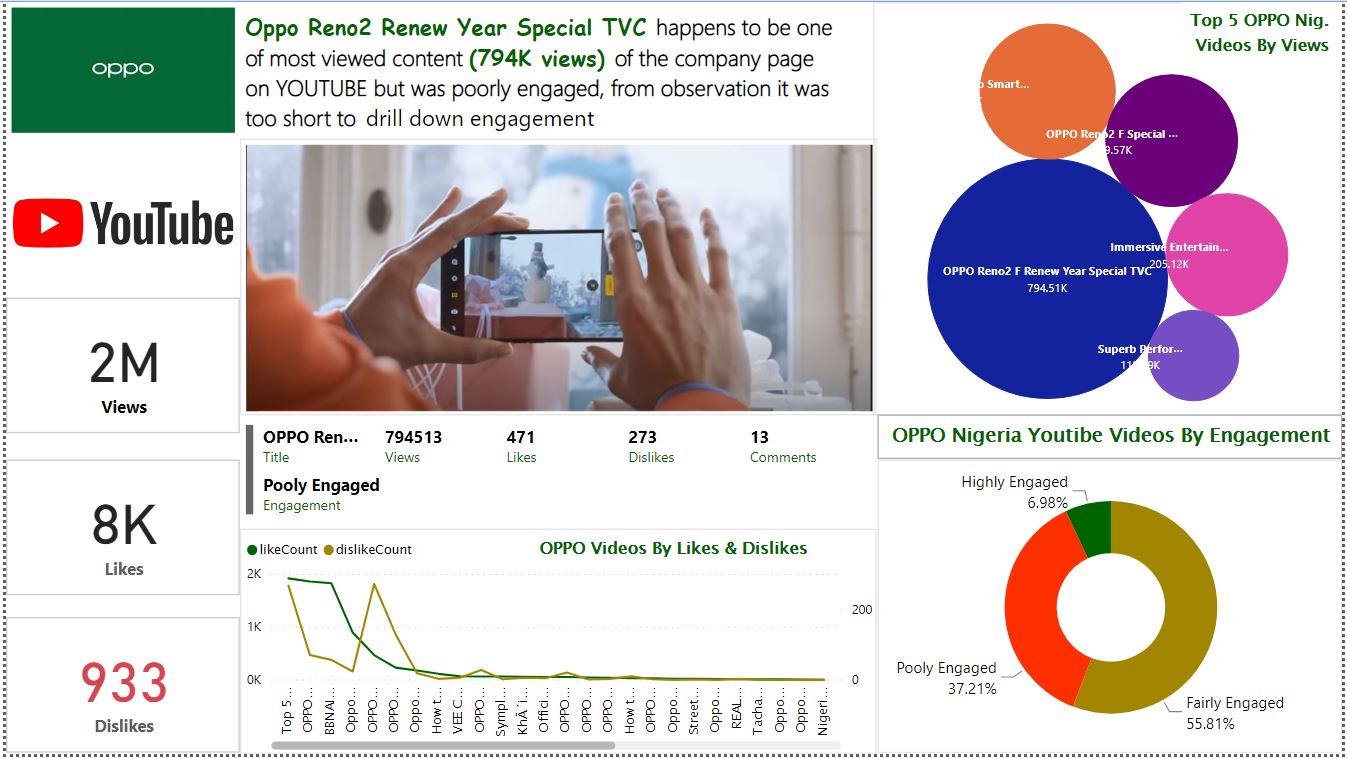 oppo
Oppo Reno2 Renew Year Special TVC happens to be one
of most viewed content (794K views) of the company page
on YOUTUBE but was poorly engaged, from observation it was
too short to drill down engagement
YouTube
2M
Views
8K
Likes
933
Dislikes
OPPO Ren...
Title
794513
Views
471
Likes
273
Dislikes
13
Comments
Pooly Engaged
Engagement
likeCount
dislikeCount
OPPO Videos By Likes & Dislikes
2K
1K
0K
200
0
Top 5 ...
OPPO...
BBNAI...
Oppo...
OPPO...
OPPO...
Oppo...
How t...
VEE C...
OPPO...
Sympl...
KhÃ´i...
Offici...
OPPO...
OPPO...
OPPO...
How t...
OPPO...
Oppo...
Street...
Oppo...
REAL...
Tacha...
OPPO...
Oppo...
Nigeri...
Top 5 OPPO Nig.
Videos By Views
Smart...
OPPO Reno2 F Special ...
9.57K
Immersive Entertain...
205.12K
OPPO Reno2 F Renew Year Special TVC
794.51K
Superb Perfor...
OPPO Nigeria Youtibe Videos By Engagement
Highly Engaged
6.98%
Pooly Engaged
37.21%
Fairly Engaged
55.81%